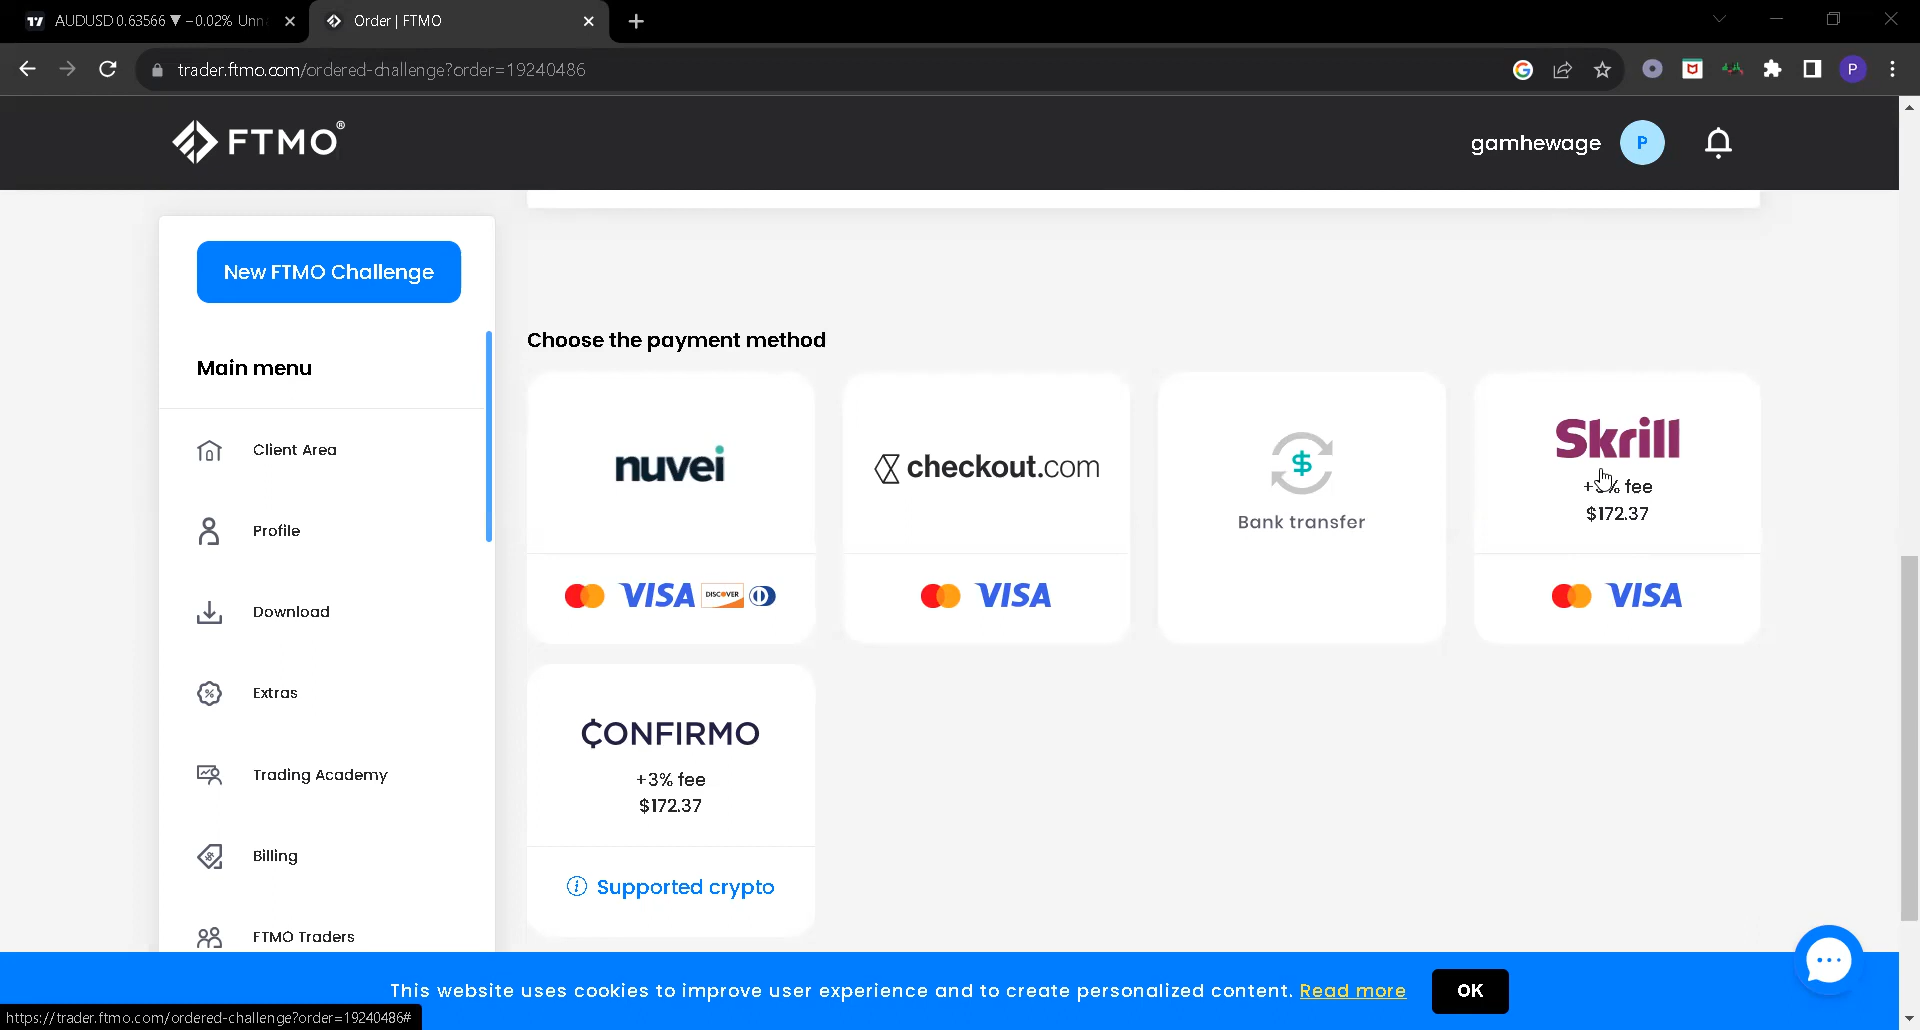 AUDUSD 0.63566 ▼ −0.02%
Order | FTMO
trader.ftmo.com/ordered-challenge?order=19240486
P
FTMO®
gamhewage
P
New FTMO Challenge
Main menu
Client Area
Profile
Download
Extras
Trading Academy
Billing
FTMO Traders
Choose the payment method
nuvei
VISA DISCOVER
checkout.com
VISA
Bank transfer
Skrill
fee
$172.37
VISA
CONFIRMO
+3% fee
$172.37
Supported crypto
This website uses cookies to improve user experience and to create personalized content. Read more
OK
https://trader.ftmo.com/ordered-challenge?order=19240486#